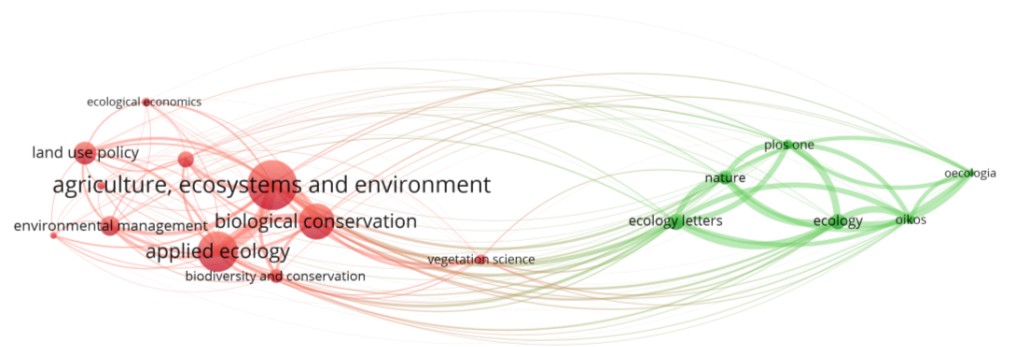 ecological economics
land use policy
agriculture, ecosystems and environment
environmental management
biological conservation
applied ecology
biodiversity and conservation
vegetation science
plos one
nature
oecologia
ecology letters
ecology
oikos